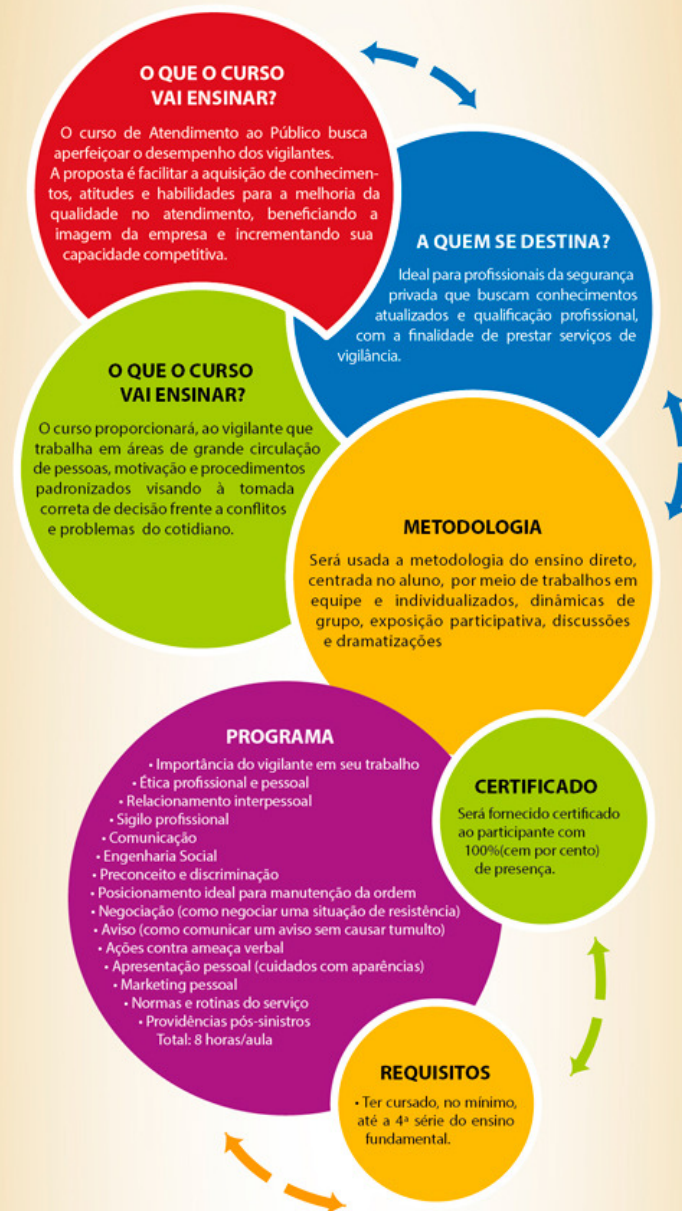 O QUE O CURSO
VAI ENSINAR?
O curso de Atendimento ao Público busca
aperfeiçoar o desempenho dos vigilantes.
A proposta é facilitar a aquisição de conhecimen-
tos, atitudes e habilidades para a melhoria da
qualidade no atendimento, beneficiando a
imagem da empresa e incrementando sua
capacidade competitiva.
A QUEM SE DESTINA?
Ideal para profissionais da segurança
privada que buscam conhecimentos
atualizados e qualificação profissional,
com a finalidade de prestar serviços de
vigilância.
O QUE O CURSO
VAI ENSINAR?
O curso proporcionará, ao vigilante que
trabalha em áreas de grande circulação
de pessoas, motivação e procedimentos
padronizados visando à tomada
correta de decisão frente a conflitos
e problemas do cotidiano.
METODOLOGIA
Será usada a metodologia do ensino direto,
centrada no aluno, por meio de trabalhos em
equipe e individualizados, dinâmicas de
grupo, exposição participativa, discussões
e dramatizações
PROGRAMA
• Importância do vigilante em seu trabalho
• Ética profissional e pessoal
• Relacionamento interpessoal
• Sigilo profissional
• Comunicação
• Engenharia Social
• Preconceito e discriminação
• Posicionamento ideal para manutenção da ordem
• Negociação (como negociar uma situação de resistência)
• Aviso (como comunicar um aviso sem causar tumulto)
• Ações contra ameaça verbal
• Apresentação pessoal (cuidados com aparências)
• Marketing pessoal
• Normas e rotinas do serviço
• Providências pós-sinistros
Total: 8 horas/aula
CERTIFICADO
Será fornecido certificado
ao participante com
100%(cem por cento)
de presença.
REQUISITOS
• Ter cursado, no mínimo,
até a 4ª série do ensino
fundamental.